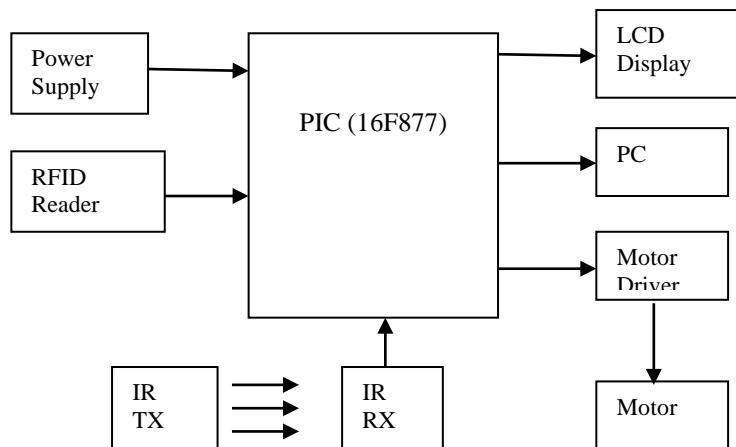 Power
Supply
PIC (16F877)
LCD
Display
RFID
Reader
PC
Motor
Driver
IR
TX
IR
RX
Motor